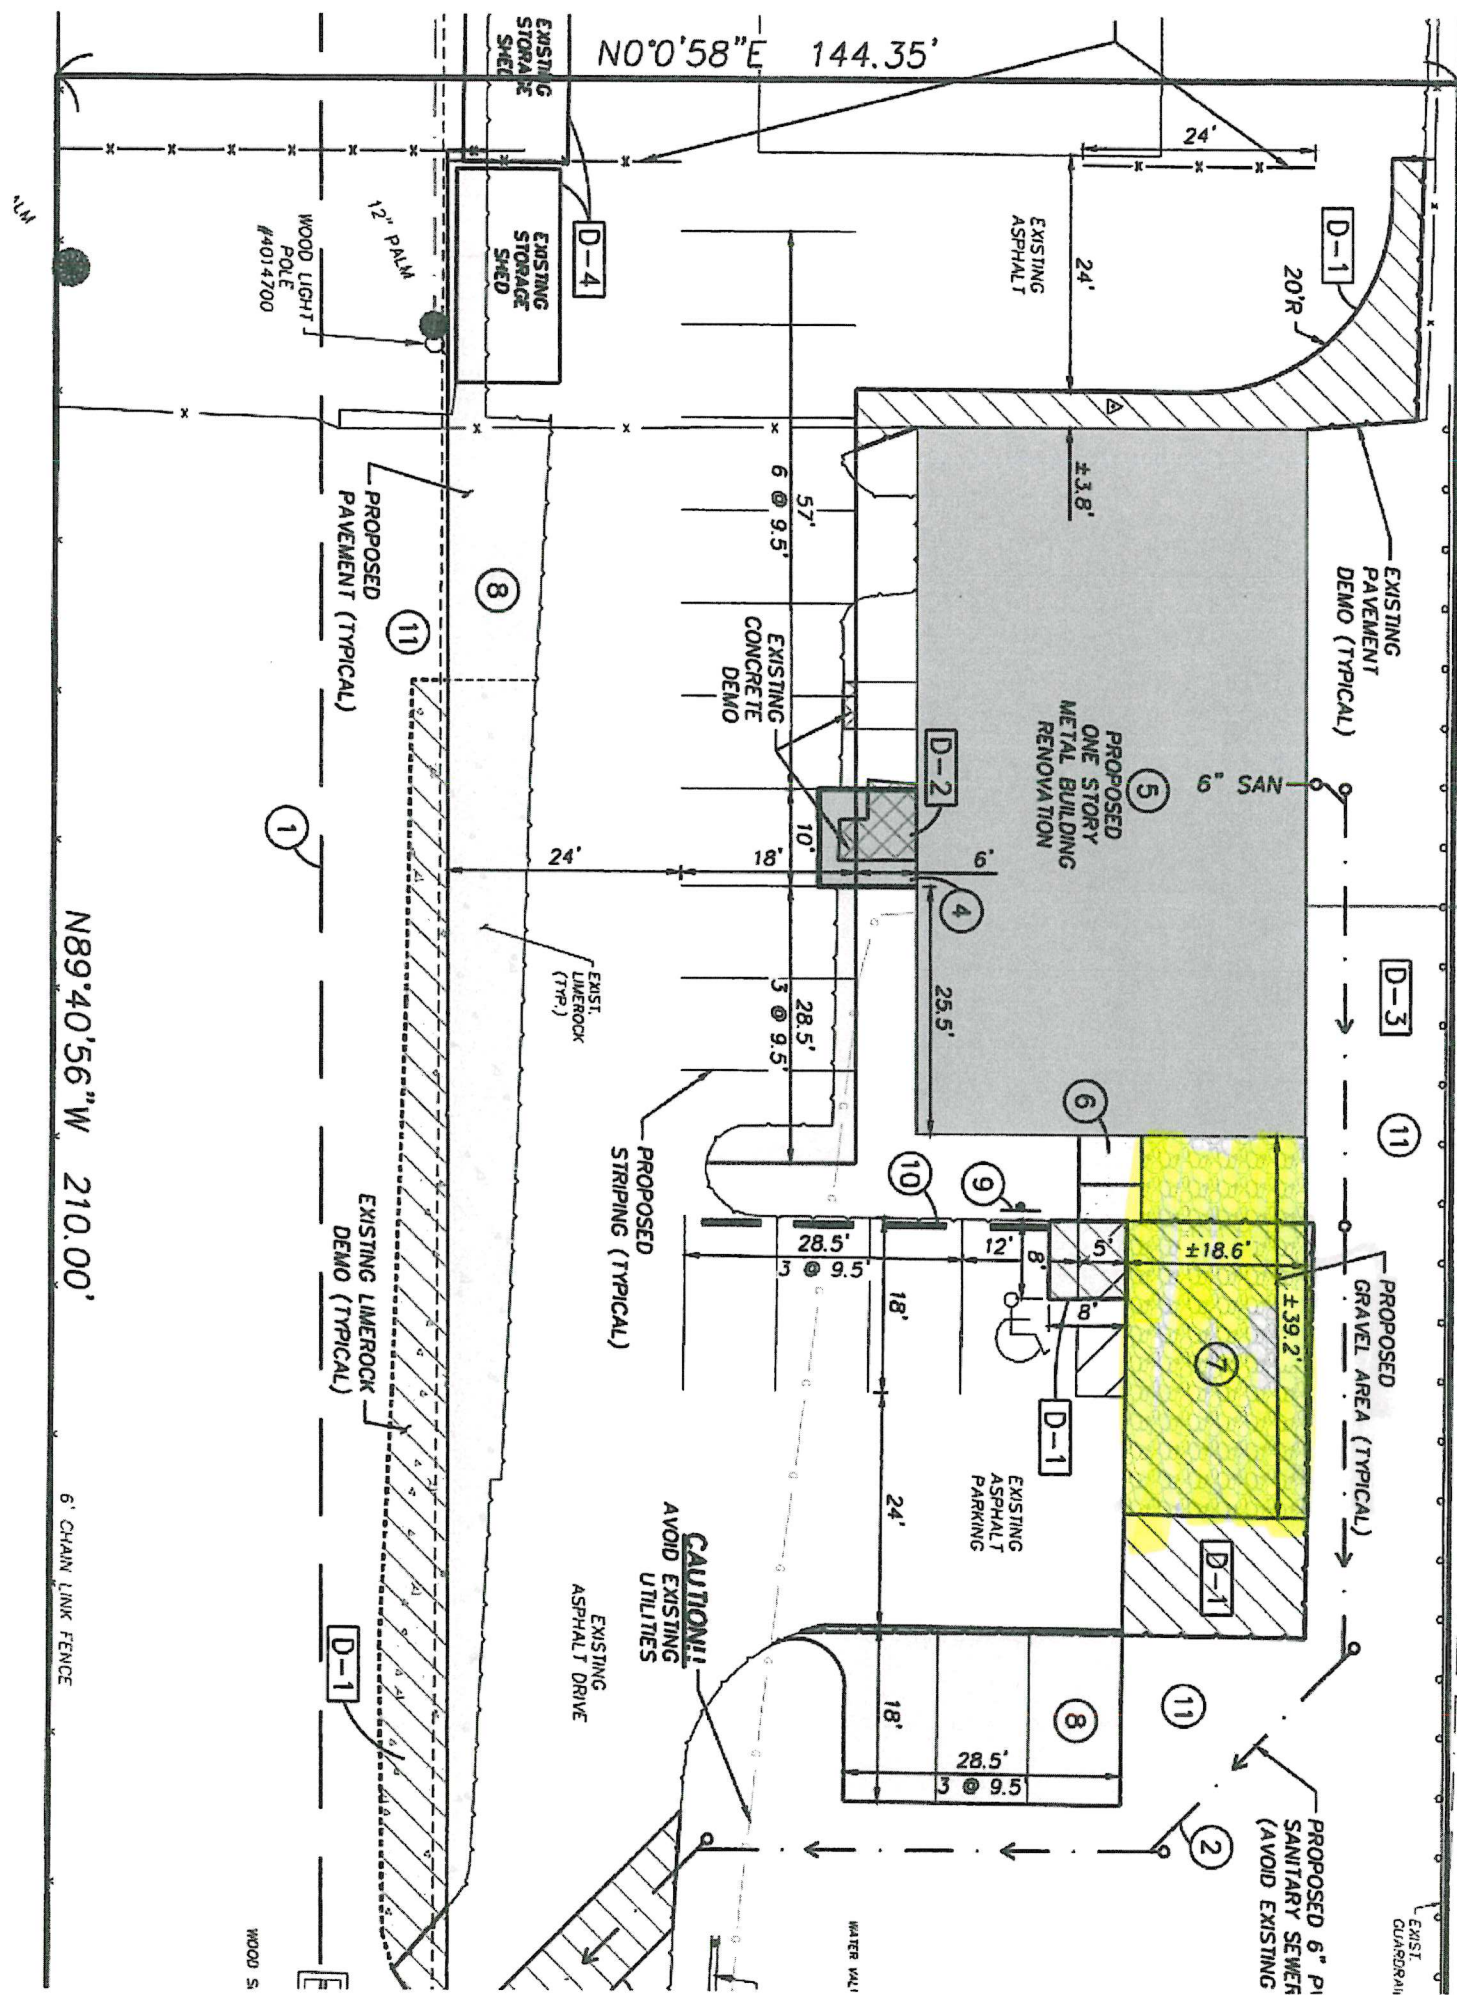 N0°0'58"E 144.35'
EXISTING
STORAGE
SHED
24'
D-1
20'R
EXISTING
ASPHALT
24'
D-4
EXISTING
STORAGE
SHED
12" PALM
WOOD LIGHT
POLE
#4014700
±3.8'
57'
6 @ 9.5'
EXISTING
PAVEMENT
DEMO (TYPICAL)
PROPOSED
PAVEMENT (TYPICAL)
8
11
EXISTING
CONCRETE
DEMO
D-2
PROPOSED
ONE STORY
METAL BUILDING
RENOVATION
5
6" SAN
1
24'
18'
10'
6'
4
25.5'
D-3
11
N89°40'56"W 210.00'
EXIST.
LIMEROCK
(TYP.)
28.5'
3 @ 9.5'
6
PROPOSED
STRIPING (TYPICAL)
10
9
28.5'
3 @ 9.5'
12'
8'
5'
±18.6'
±39.2'
PROPOSED
GRAVEL AREA (TYPICAL)
7
18'
8'
D-1
EXISTING LIMEROCK
DEMO (TYPICAL)
EXISTING
ASPHALT
PARKING
24'
D-1
CAUTION!!
AVOID EXISTING
UTILITIES
EXISTING
ASPHALT DRIVE
6' CHAIN LINK FENCE
D-1
18'
28.5'
3 @ 9.5'
8
11
2
PROPOSED 6"
SANITARY SEWER
(AVOID EXISTING
EXIST.
WATER
WOOD